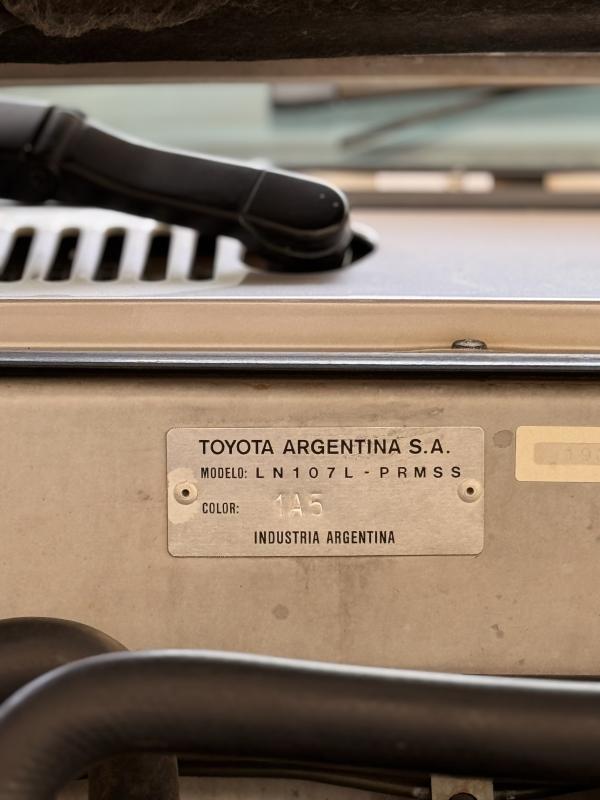 TOYOTA ARGENTINA S.A.
MODELO: LN107L - PRMSS
COLOR: 1A5
INDUSTRIA ARGENTINA